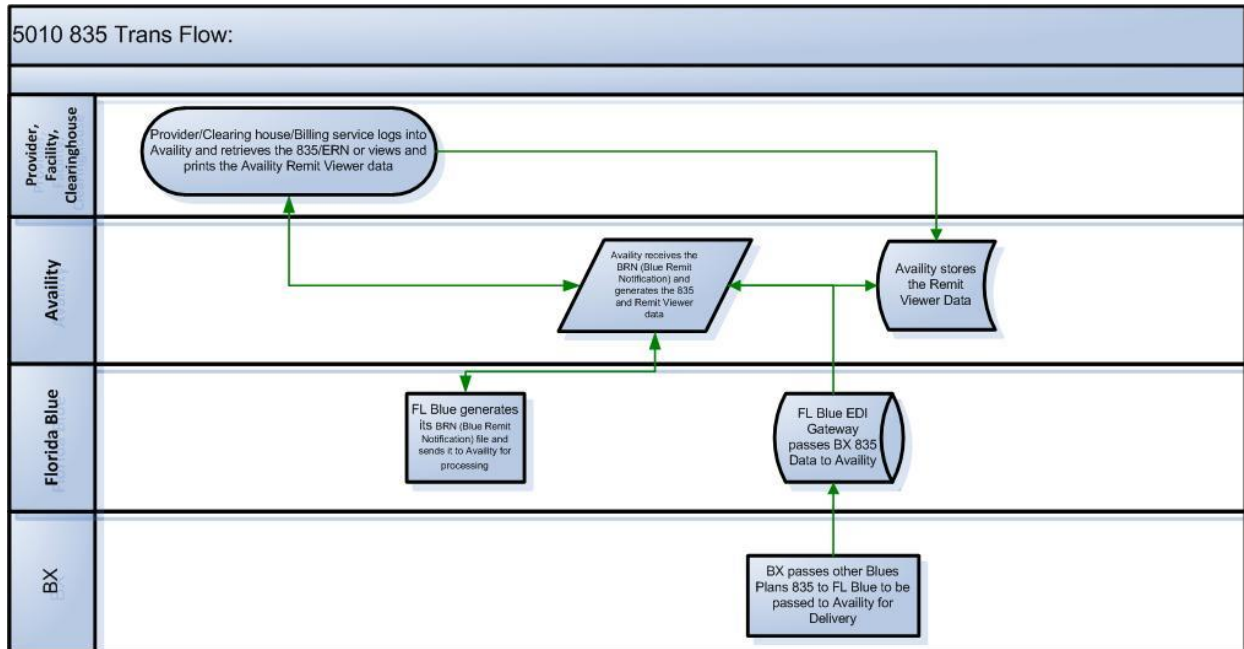 5010 835 Trans Flow:
Provider,
Facility,
Clearinghouse
Provider/Clearing house/Billing service logs into
Availity and retrieves the 835/ERN or views and
prints the Availity Remit Viewer data
Availity
Availity receives the
BRN (Blue Remit
Notification) and
generates the 835
and Remit Viewer
data
Availity stores
the Remit
Viewer Data
Florida Blue
FL Blue generates
its BRN (Blue Remit
Notification) file and
sends it to Availity for
processing
FL Blue EDI
Gateway
passes BX 835
Data to Availity
BX
BX passes other Blues
Plans 835 to FL Blue to be
passed to Availity for
Delivery